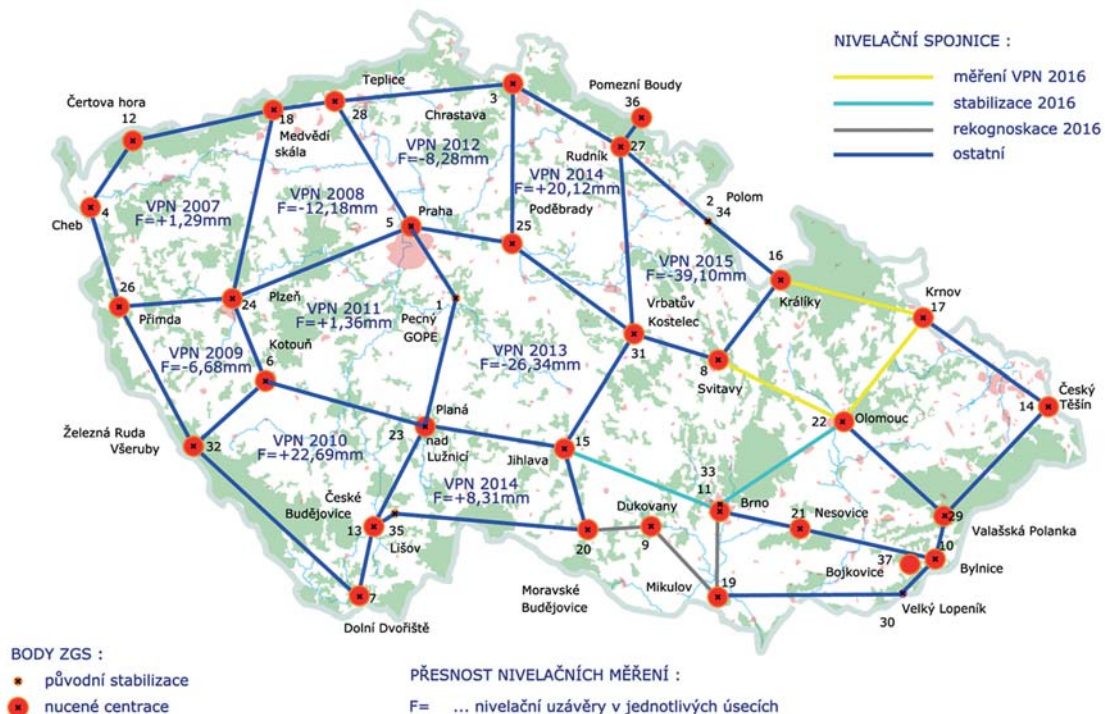 NIVELAČNÍ SPOJNICE :
měření VPN 2016
stabilizace 2016
rekognoskace 2016
ostatní
Čertova hora
12
Teplice
28
18
Medvědí
skála
3
Chrastava
Pomezní Boudy
36
27
Rudník
VPN 2012
F=-8,28mm
VPN 2014
F=+20,12mm
VPN 2007
F=+1,29mm
VPN 2008
F=-12,18mm
4
Cheb
Praha
5
Poděbrady
25
2
Polom
34
16
Králíky
VPN 2015
F=-39,10mm
26
Přimda
Plzeň
24
VPN 2011
F=+1,36mm
1
Pecný
GOPE
Vrbatův
Kostelec
31
Krnov
17
VPN 2009
F=-6,68mm
Kotouň
6
VPN 2013
F=-26,34mm
8
Svitavy
Český
Těšín
14
Železná Ruda
Všeruby
32
VPN 2010
F=+22,69mm
Planá
23
nad
Lužnicí
15
Jihlava
22
Olomouc
VPN 2014
F=+8,31mm
České
Budějovice
13
35
Lišov
33
11
Brno
Dukovany
9
20
21
Nesovice
29
Valašská Polanka
10
37
Bylnice
Bojkovice
7
Dolní Dvořiště
Moravské
Budějovice
Mikulov
19
Velký Lopeník
30
BODY ZGS :
původní stabilizace
nucené centrace
PŘESNOST NIVELAČNÍCH MĚŘENÍ :
F= ... nivelační uzávěry v jednotlivých úsecích